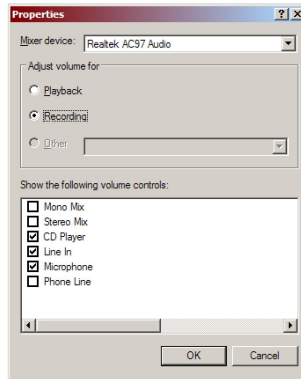 Properties
Mixer device: Realtek AC97 Audio
Adjust volume for
Playback
Recording
Other
Show the following volume controls:
Mono Mix
Stereo Mix
CD Player
Line In
Microphone
Phone Line
OK Cancel